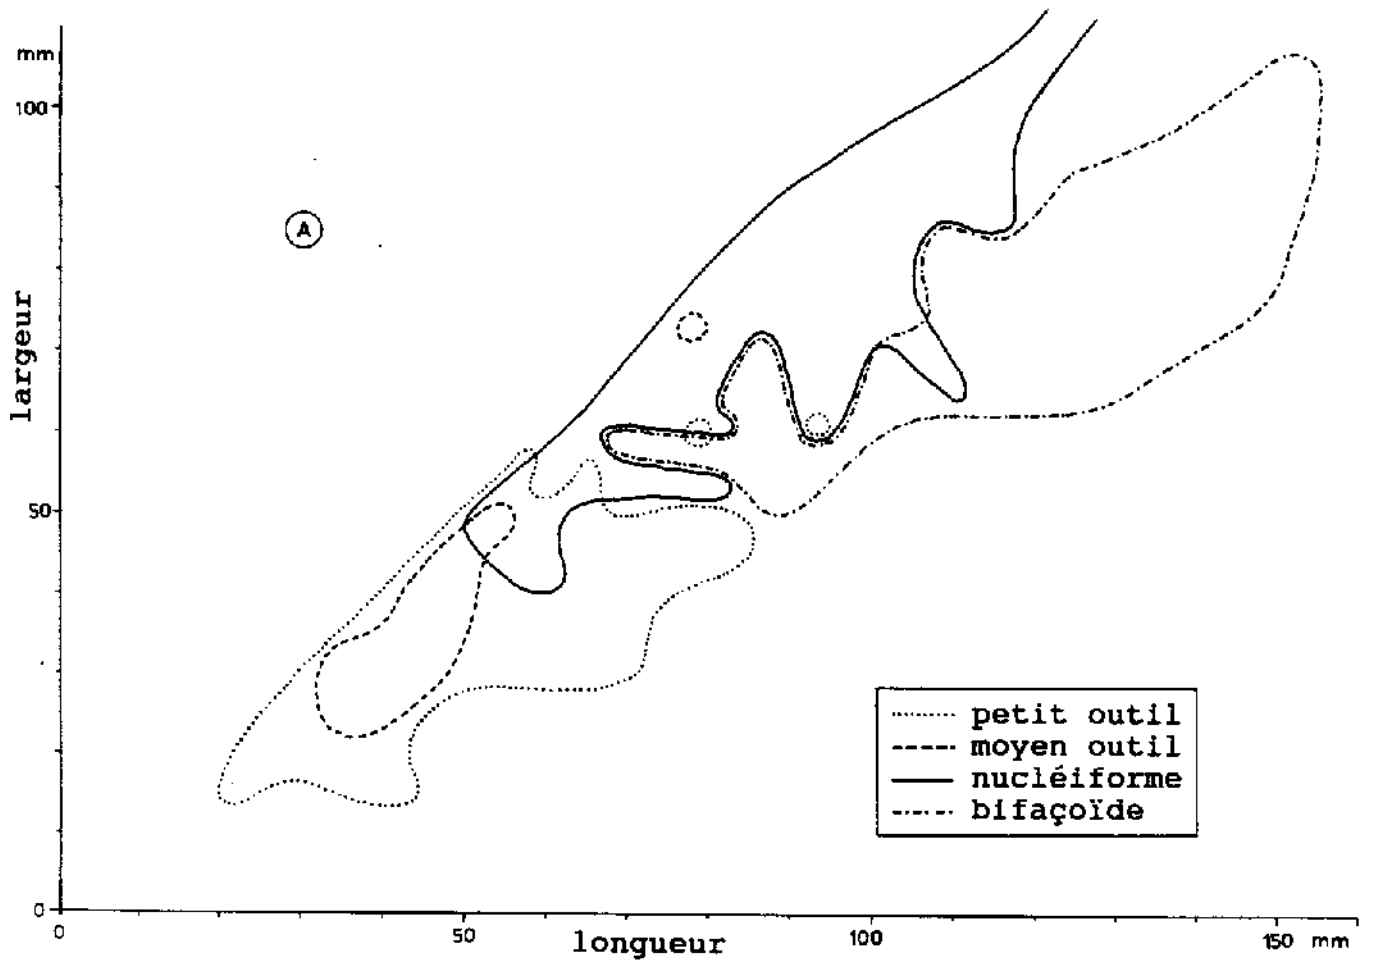 mm
100
A
largeur
50
petit outil
moyen outil
nucléiforme
bifaçoïde
0
0
50
longueur
100
150 mm